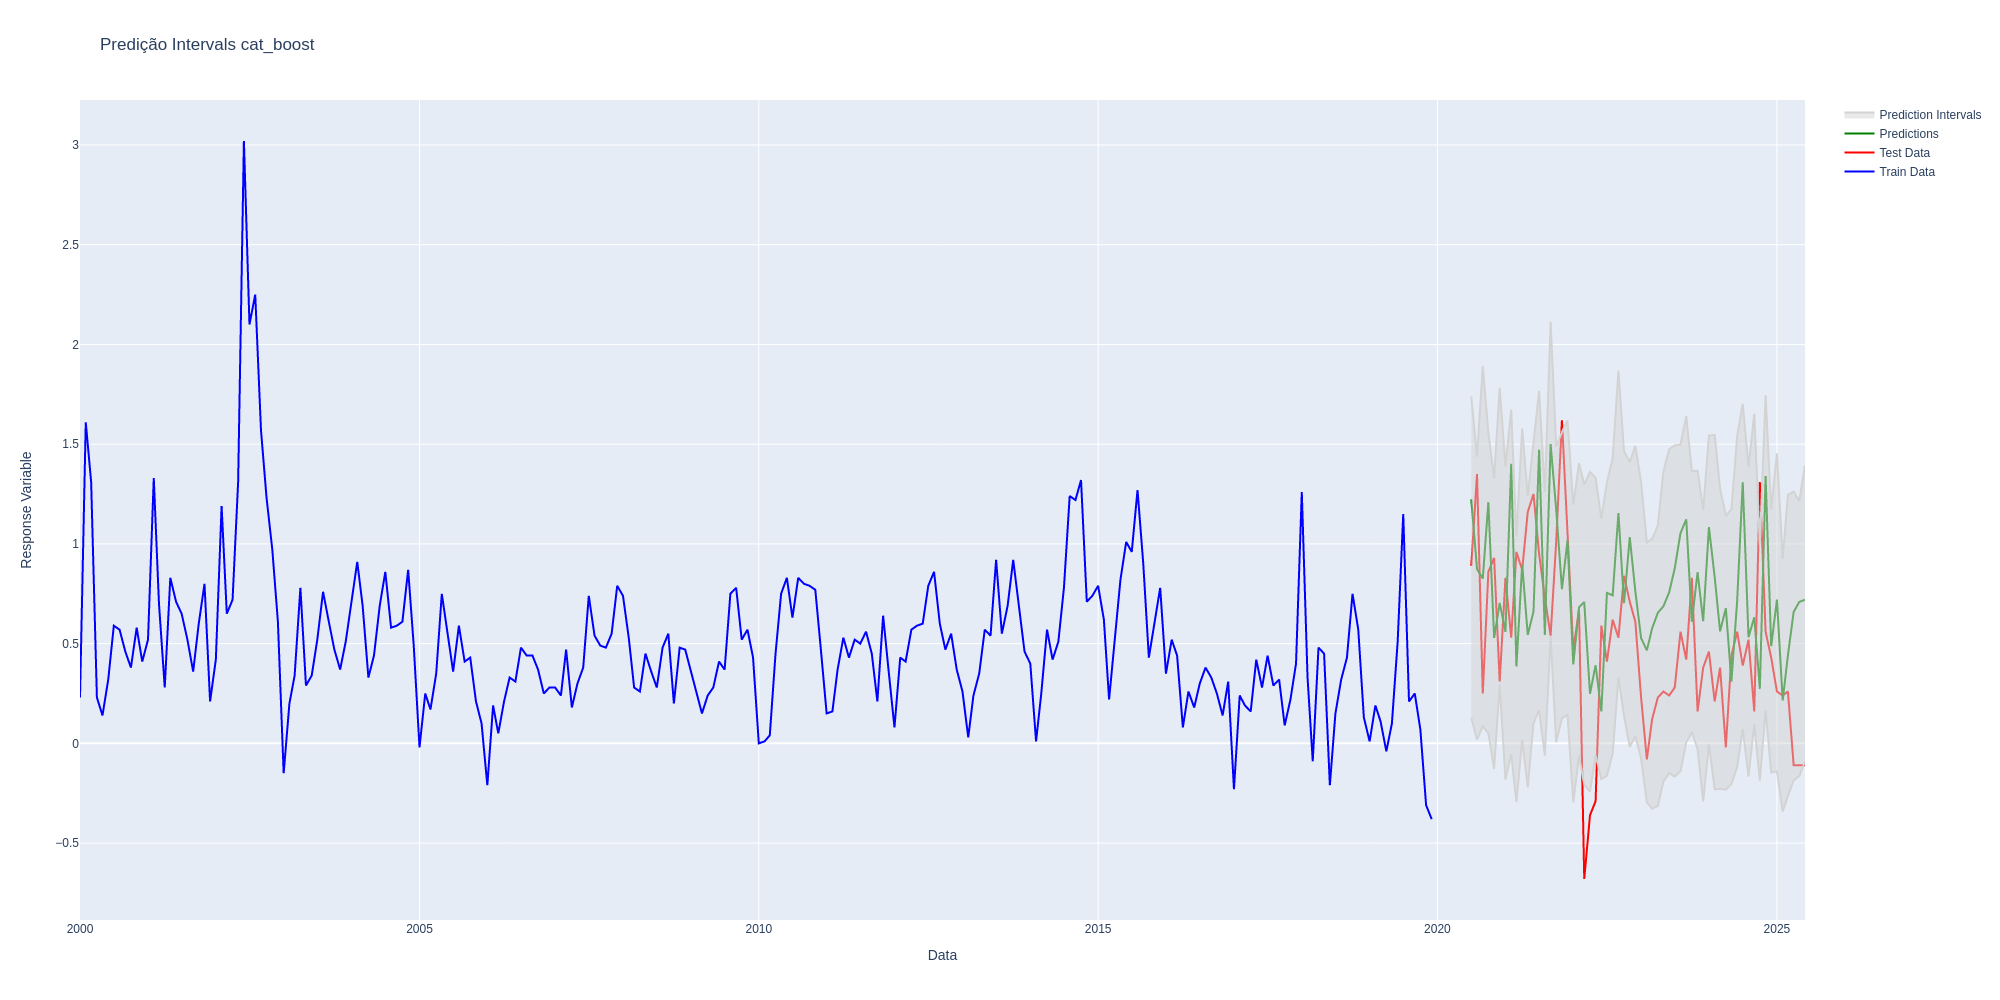 Predição Intervals cat_boost
Prediction Intervals
Predictions
Test Data
Train Data
Response Variable
3
2.5
2
1.5
1
0.5
0
−0.5
2000
2005
2010
2015
2020
2025
Data